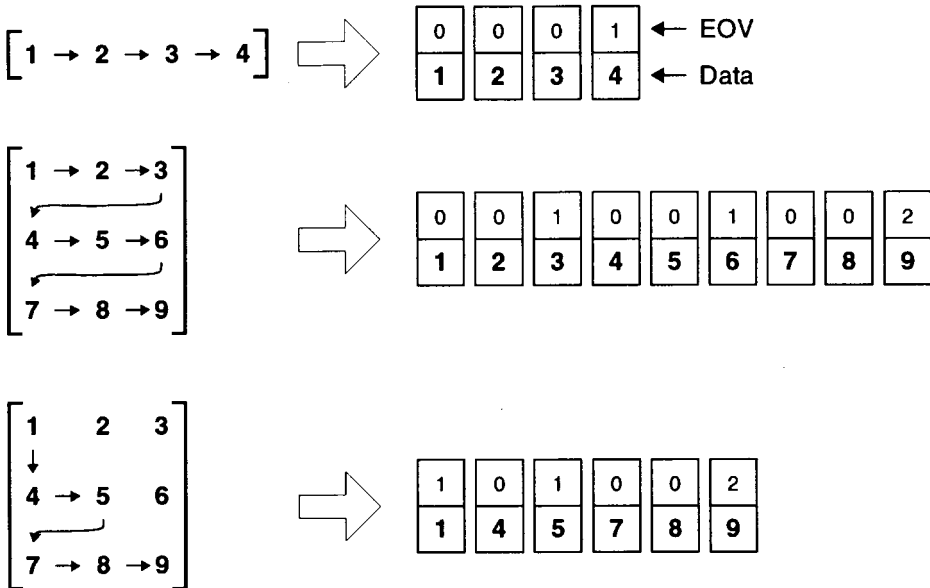 [1 → 2 → 3 → 4]
0 0 0 1 ← EOV
1 2 3 4 ← Data
1 → 2 → 3
4 → 5 → 6
7 → 8 → 9
0 0 1 0 0 1 0 0 2
1 2 3 4 5 6 7 8 9
1 2 3
4 → 5 6
7 → 8 → 9
1 0 1 0 0 2
1 4 5 7 8 9